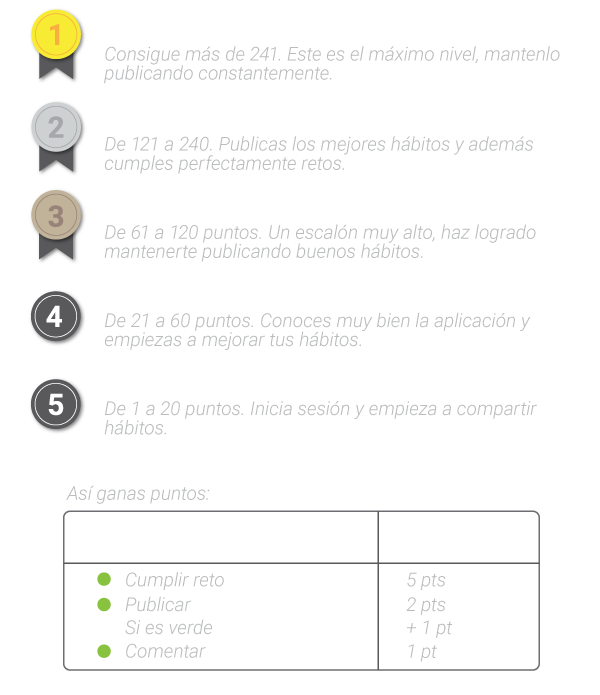 1
Consigue más de 241. Este es el máximo nivel, mantenlo
publicando constantemente.
2
De 121 a 240. Publicas los mejores hábitos y además
cumples perfectamente retos.
3
De 61 a 120 puntos. Un escalón muy alto, haz logrado
mantenerte publicando buenos hábitos.
4
De 21 a 60 puntos. Conoces muy bien la aplicación y
empiezas a mejorar tus hábitos.
5
De 1 a 20 puntos. Inicia sesión y empieza a compartir
hábitos.
Así ganas puntos:
Cumplir reto 5 pts
Publicar 2 pts
Si es verde + 1 pt
Comentar 1 pt